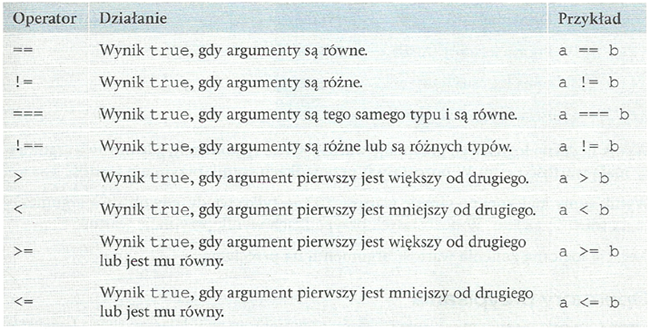 Operator Działanie Przykład
== Wynik true, gdy argumenty są równe. a == b
!= Wynik true, gdy argumenty są różne. a != b
=== Wynik true, gdy argumenty są tego samego typu i są równe. a === b
!== Wynik true, gdy argumenty są różne lub są różnych typów. a != b
> Wynik true, gdy argument pierwszy jest większy od drugiego. a > b
< Wynik true, gdy argument pierwszy jest mniejszy od drugiego. a < b
>= Wynik true, gdy argument pierwszy jest większy od drugiego a >= b
lub jest mu równy.
<= Wynik true, gdy argument pierwszy jest mniejszy od drugiego a <= b
lub jest mu równy.